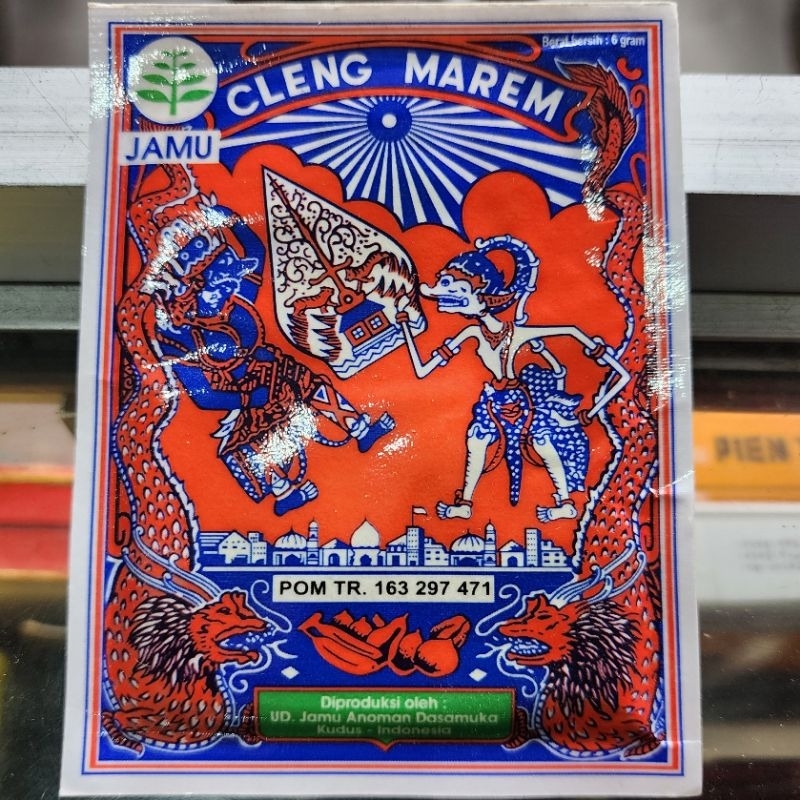 Berat bersih : 6 gram
CLENG MAREM
JAMU
PIEN
POM TR. 163 297 471
Diproduksi oleh :
UD. Jamu Anoman Dasamuka
Kudus - Indonesia